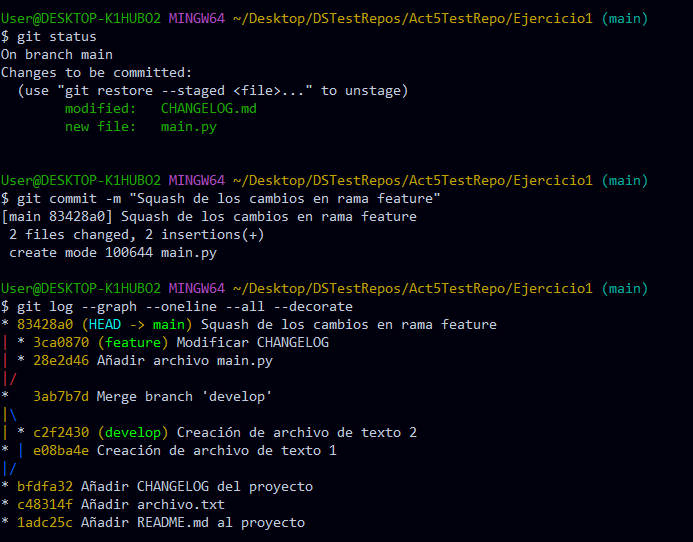 User@DESKTOP-K1HUBO2 MINGW64 ~/Desktop/DSTestRepos/Act5TestRepo/Ejercicio1 (main)
$ git status
On branch main
Changes to be committed:
  (use "git restore --staged <file>..." to unstage)
        modified:   CHANGELOG.md
        new file:   main.py
User@DESKTOP-K1HUBO2 MINGW64 ~/Desktop/DSTestRepos/Act5TestRepo/Ejercicio1 (main)
$ git commit -m "Squash de los cambios en rama feature"
[main 83428a0] Squash de los cambios en rama feature
 2 files changed, 2 insertions(+)
 create mode 100644 main.py
User@DESKTOP-K1HUBO2 MINGW64 ~/Desktop/DSTestRepos/Act5TestRepo/Ejercicio1 (main)
$ git log --graph --oneline --all --decorate
* 83428a0 (HEAD -> main) Squash de los cambios en rama feature
| * 3ca0870 (feature) Modificar CHANGELOG
| * 28e2d46 Añadir archivo main.py
|/
*   3ab7b7d Merge branch 'develop'
|\
| * c2f2430 (develop) Creación de archivo de texto 2
* | e08ba4e Creación de archivo de texto 1
|/
* bfdfa32 Añadir CHANGELOG del proyecto
* c48314f Añadir archivo.txt
* 1adc25c Añadir README.md al proyecto